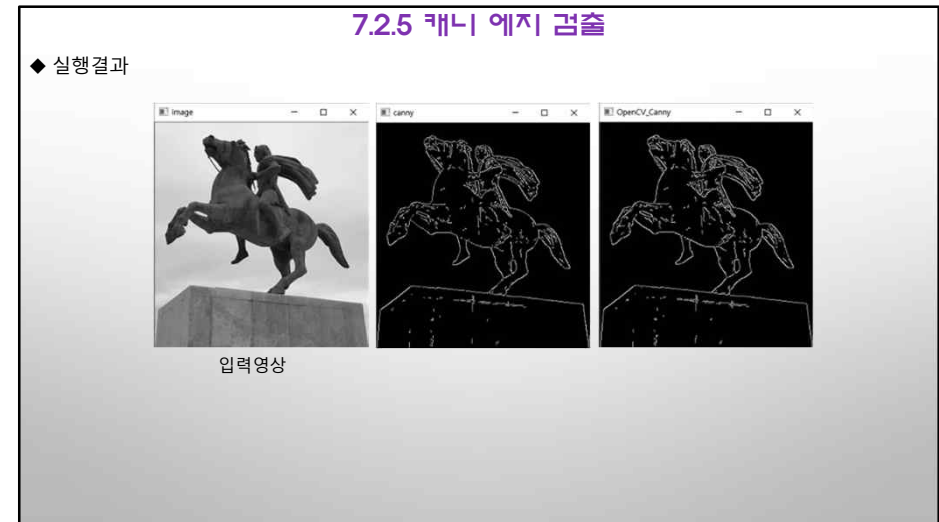 7.2.5 캐니 에지 검출
◆ 실행결과
image
canny
OpenCV_Canny
입력영상